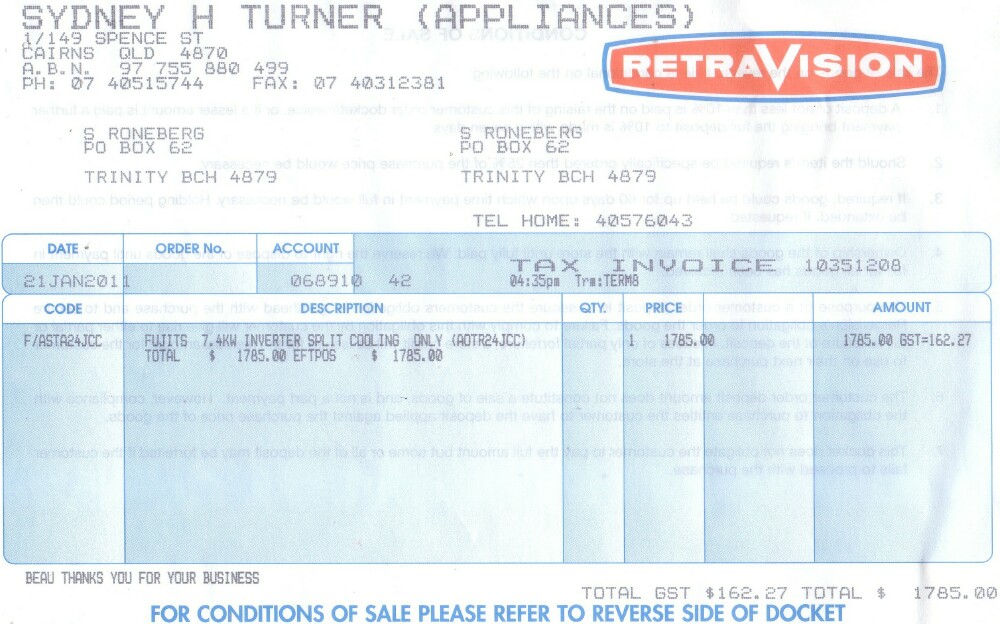 SYDNEY H TURNER (APPLIANCES)
1/149 SPENCE ST
CAIRNS QLD 4870
A.B.N. 97 755 880 499
PH: 07 40515744 FAX: 07 40312381
RETRAVISION
S RONEBERG S RONEBERG
PO BOX 62 PO BOX 62
TRINITY BCH 4879 TRINITY BCH 4879
TEL HOME: 40576043
DATE ORDER No. ACCOUNT
TAX INVOICE 10351208
21JAN2011 068910 42 04:35pm Trm:TERM8
CODE DESCRIPTION QTY. PRICE AMOUNT
F/ASTA24JCC FUJITS 7.4KW INVERTER SPLIT COOLING ONLY (AOTR24JCC) 1 1785.00 1785.00 GST=162.27
TOTAL $ 1785.00 EFTPOS $ 1785.00
BEAU THANKS YOU FOR YOUR BUSINESS
TOTAL GST $162.27 TOTAL $ 1785.00
FOR CONDITIONS OF SALE PLEASE REFER TO REVERSE SIDE OF DOCKET